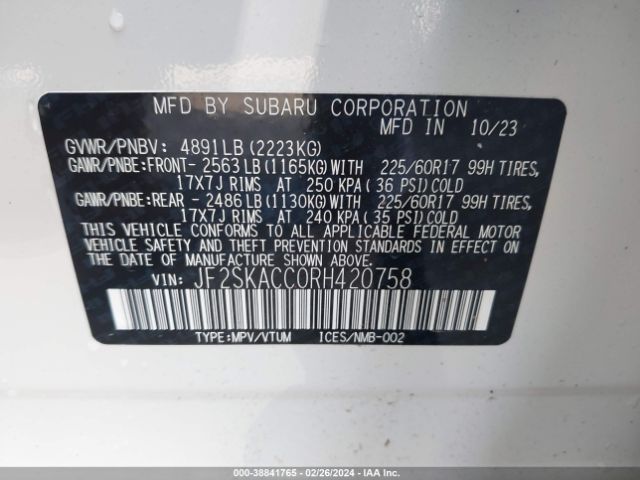 MFD BY SUBARU CORPORATION
MFD IN 10/23
GVWR/PNBV: 4891LB (2223KG)
GAWR/PNBE:FRONT- 2563LB (1165KG)WITH 225/60R17 99H TIRES,
17X7J RIMS AT 250 KPA (36 PSI)COLD
GAWR/PNBE:REAR - 2486LB (1130KG)WITH 225/60R17 99H TIRES,
17X7J RIMS AT 240 KPA (35 PSI)COLD
THIS VEHICLE CONFORMS TO ALL APPLICABLE FEDERAL MOTOR
VEHICLE SAFETY AND THEFT PREVENTION STANDARDS IN EFFECT ON
THE DATE OF MANUFACTURE SHOWN ABOVE.
VIN: JF2SKACC0RH420758
TYPE:MPV/VTUM ICES/NMB-002
000-38841765 - 02/26/2024 - IAAI.COM